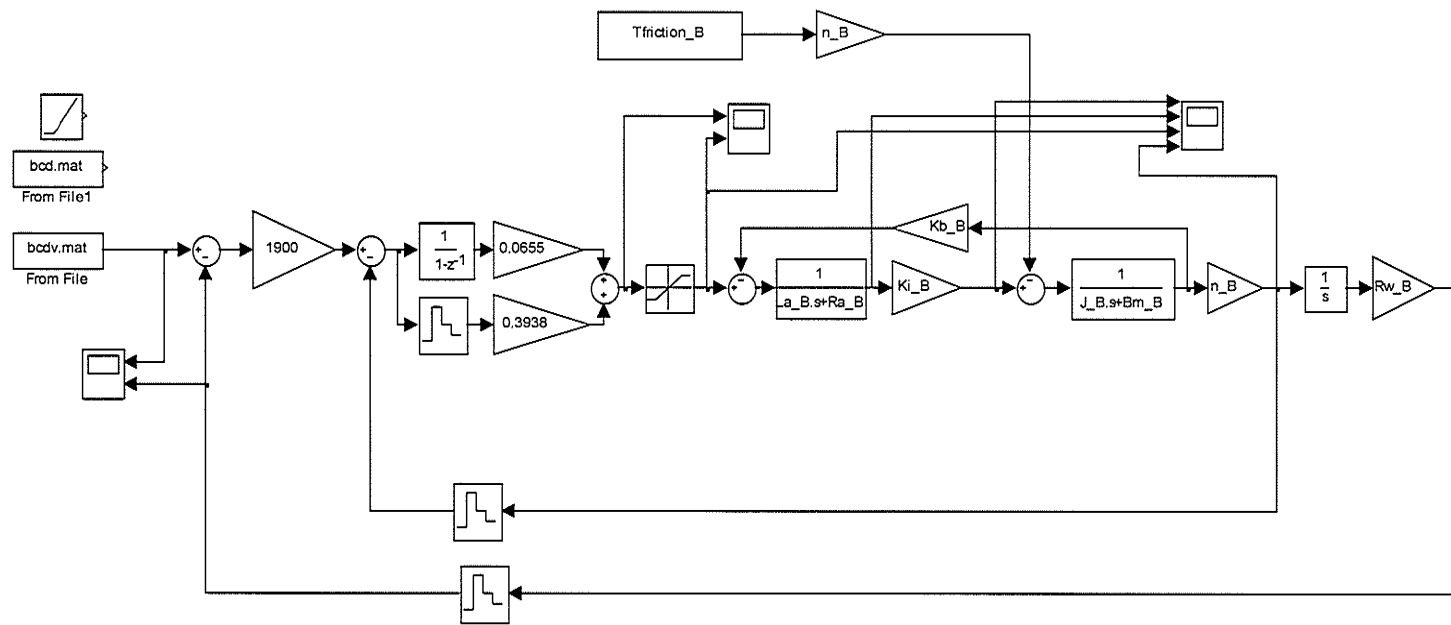 Tfriction_B
n_B
bcd.mat
From File1
bcdv.mat
From File
+
−
1900
+
−
1
1-z⁻¹
0.0655
0.3938
+
+
−
+
Kb_B
1
_a_B.s+Ra_B
Ki_B
−
+
1
J_B.s+Bm_B
n_B
1
s
Rw_B